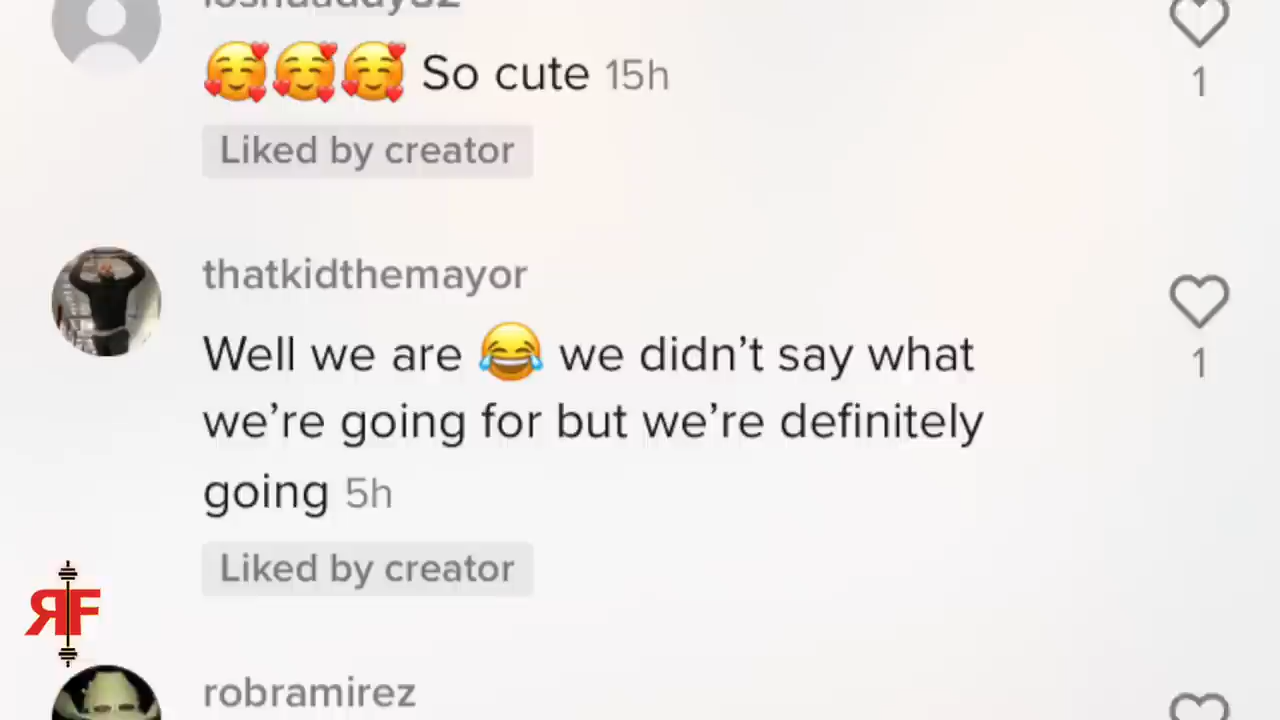 🥰🥰🥰 So cute 15h
1
Liked by creator
thatkidthemayor
Well we are 😂 we didn't say what
1
we're going for but we're definitely
going 5h
Liked by creator
RF
robramirez